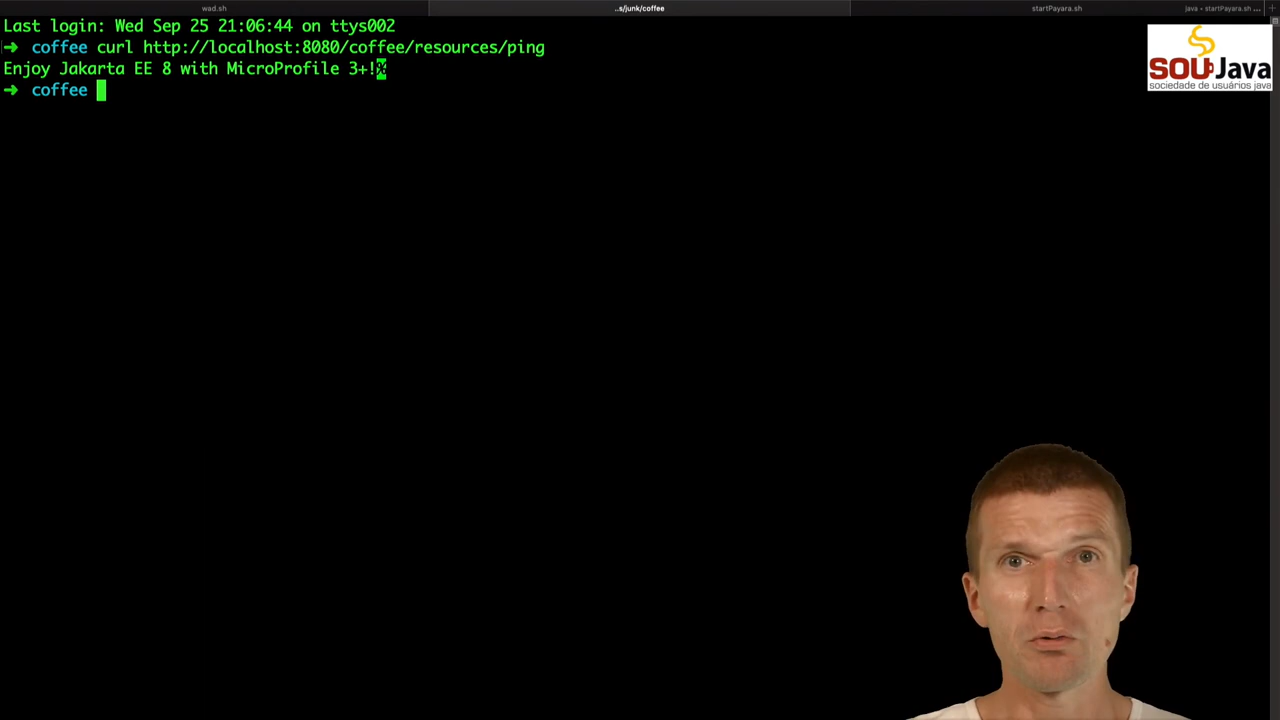 wad.sh
..s/junk/coffee
startPayara.sh
java ◂ startPayara.sh ...
Last login: Wed Sep 25 21:06:44 on ttys002
➜ coffee curl http://localhost:8080/coffee/resources/ping
Enjoy Jakarta EE 8 with MicroProfile 3+!%
➜ coffee
SOUJava
sociedade de usuários java